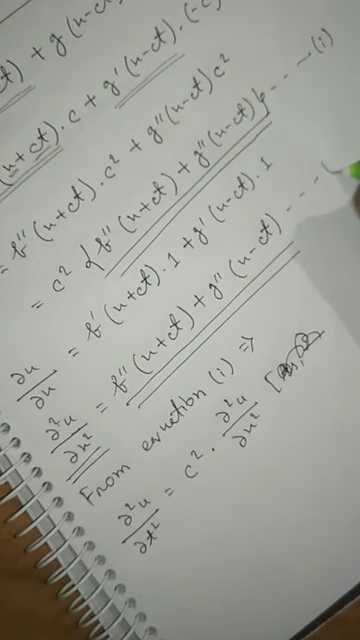 ct) + g(x-ct)
(x+ct).c + g'(x-ct).(-c
= f''(x+ct).c² + g''(x-ct)c²
= c² {f''(x+ct) + g''(x-ct)} - - - - (i)
∂u/∂x = f'(x+ct).1 + g'(x-ct).1
∂²u/∂x² = f''(x+ct) + g''(x-ct) - - - - (
From equation (i) ⇒
∂²u/∂t² = c² . ∂²u/∂x² [